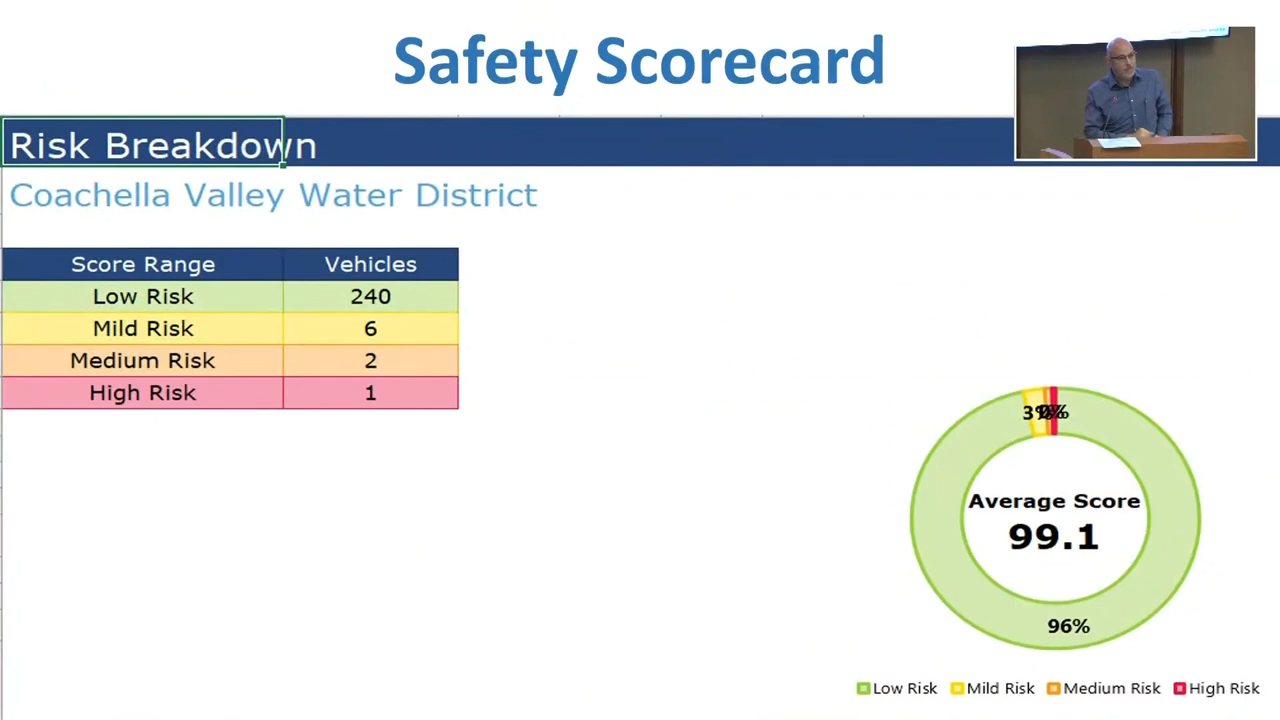 Safety Scorecard
Risk Breakdown
Coachella Valley Water District
Score Range Vehicles
Low Risk 240
Mild Risk 6
Medium Risk 2
High Risk 1
3%
Average Score
99.1
96%
Low Risk Mild Risk Medium Risk High Risk